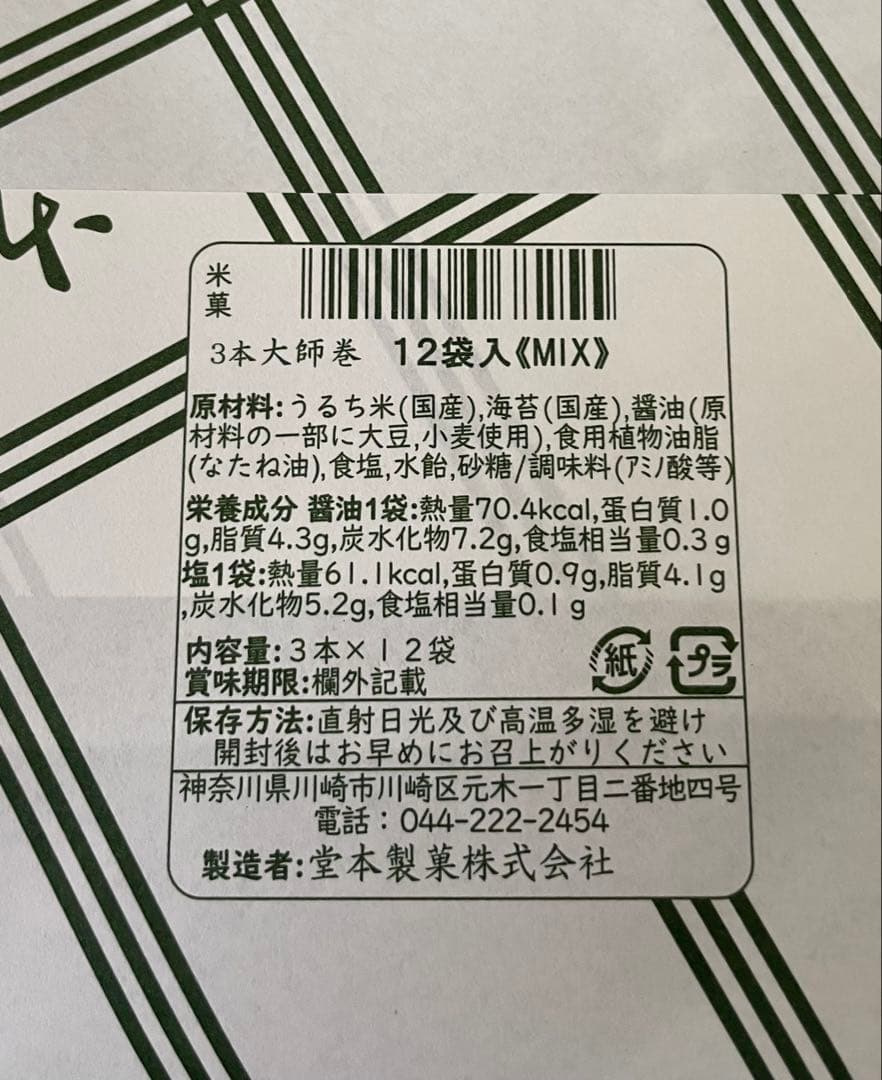 米菓
3本大師巻 12袋入《MIX》
原材料:うるち米(国産),海苔(国産),醤油(原
材料の一部に大豆,小麦使用),食用植物油脂
(なたね油),食塩,水飴,砂糖/調味料(アミノ酸等)
栄養成分 醤油1袋:熱量70.4kcal,蛋白質1.0
g,脂質4.3g,炭水化物7.2g,食塩相当量0.3g
塩1袋:熱量61.1kcal,蛋白質0.9g,脂質4.1g
,炭水化物5.2g,食塩相当量0.1g
内容量:3本×12袋
賞味期限:欄外記載
紙 プラ
保存方法:直射日光及び高温多湿を避け
開封後はお早めにお召上がりください
神奈川県川崎市川崎区元木一丁目二番地四号
電話:044-222-2454
製造者:堂本製菓株式会社